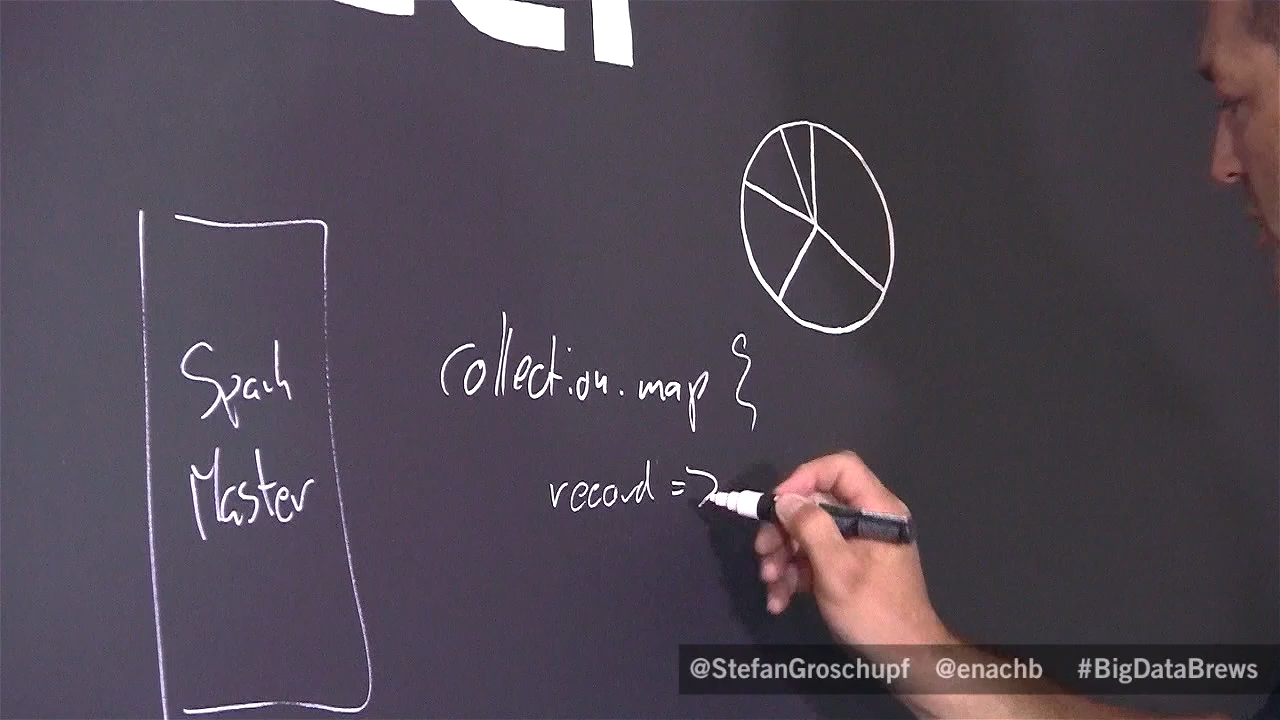 Spark
Master
collection.map {
record =>
@StefanGroschupf @enachb #BigDataBrews